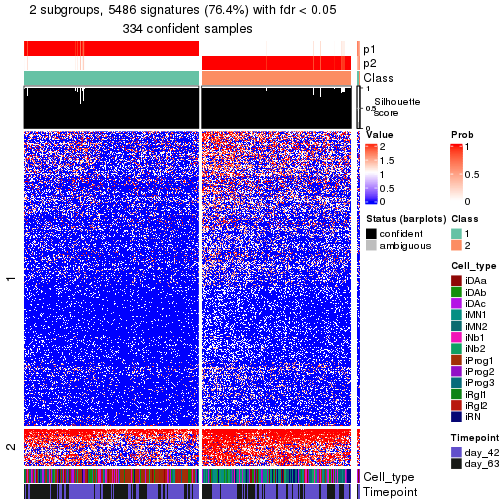 2 subgroups, 5486 signatures (76.4%) with fdr < 0.05
334 confident samples
p1
p2
Class
1
0.5
0
Silhouette
score
1
2
Cell_type
Timepoint
Value
2
1.5
1
0.5
0
Prob
1
0.5
0
Status (barplots)
confident
ambiguous
Class
1
2
Cell_type
iDAa
iDAb
iDAc
iMN1
iMN2
iNb1
iNb2
iProg1
iProg2
iProg3
iRgl1
iRgl2
iRN
Timepoint
day_42
day_63